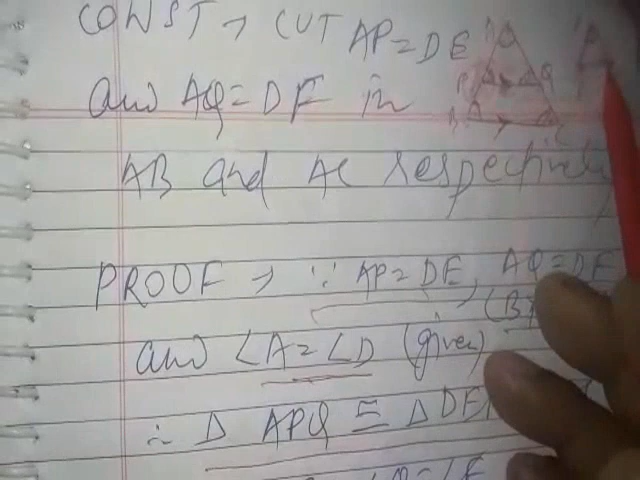 CONST → CUT AP=DE
and AQ=DF in
AB and AC respectively
PROOF → ∵ AP=DE, AQ=DF
and ∠A=∠D (given)
∴ Δ APQ ≅ Δ DE